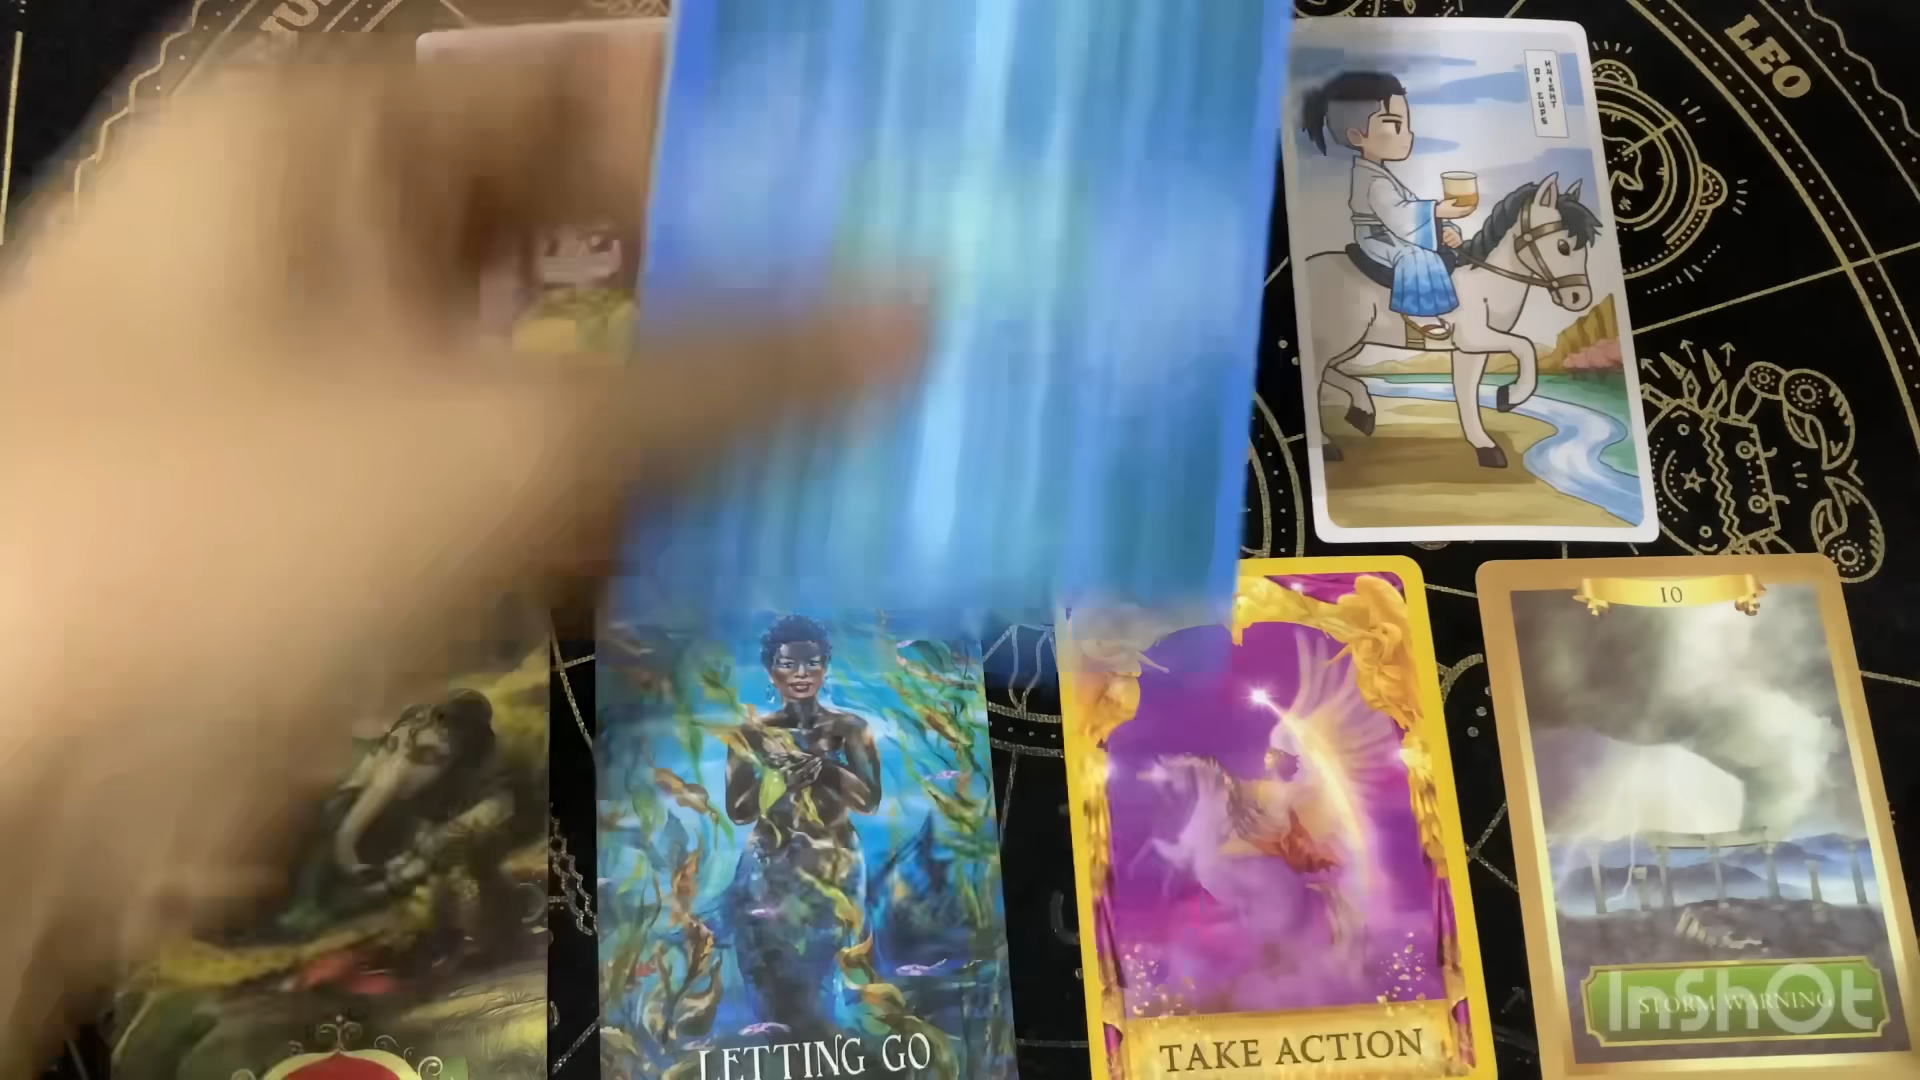 LEO
KNIGHT
OF CUPS
10
LETTING GO
TAKE ACTION
STORM WARNING
InShOt